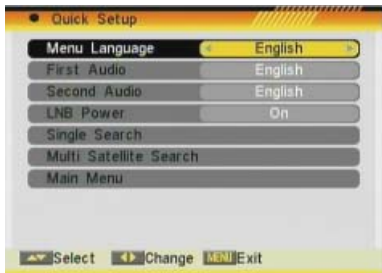 Quick Setup
Menu Language English
First Audio English
Second Audio English
LNB Power On
Single Search
Multi Satellite Search
Main Menu
Select Change MENU Exit